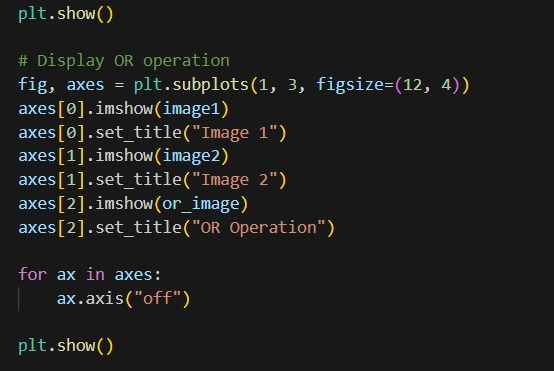 plt.show()
# Display OR operation
fig, axes = plt.subplots(1, 3, figsize=(12, 4))
axes[0].imshow(image1)
axes[0].set_title("Image 1")
axes[1].imshow(image2)
axes[1].set_title("Image 2")
axes[2].imshow(or_image)
axes[2].set_title("OR Operation")
for ax in axes:
    ax.axis("off")
plt.show()